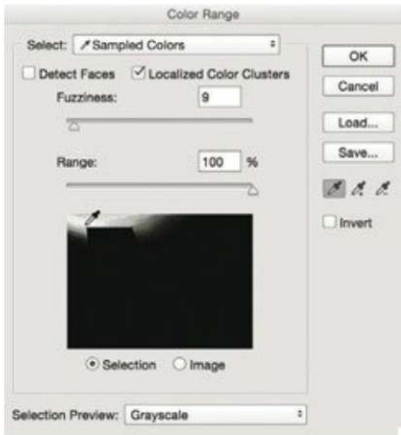 Color Range
Select: Sampled Colors
OK
Detect Faces Localized Color Clusters
Cancel
Fuzziness: 9
Load...
Range: 100 %
Save...
Invert
Selection Image
Selection Preview: Grayscale